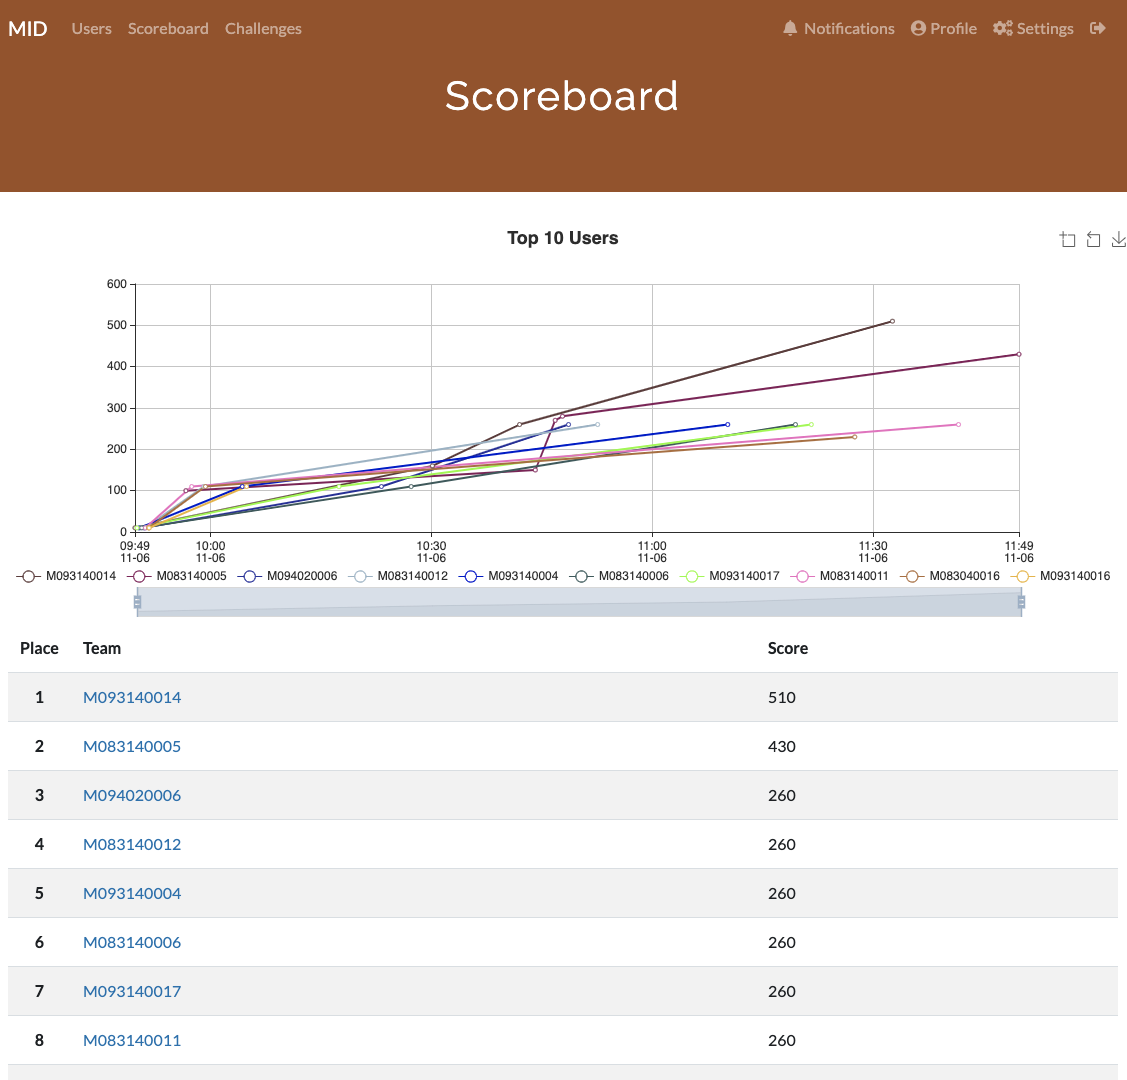 MID Users Scoreboard Challenges Notifications Profile Settings
Scoreboard
Top 10 Users
600
500
400
300
200
100
0
09:49 10:00 10:30 11:00 11:30 11:49
11-06 11-06 11-06 11-06 11-06 11-06
M093140014 M083140005 M094020006 M083140012 M093140004 M083140006 M093140017 M083140011 M083040016 M093140016
Place Team Score
1 M093140014 510
2 M083140005 430
3 M094020006 260
4 M083140012 260
5 M093140004 260
6 M083140006 260
7 M093140017 260
8 M083140011 260